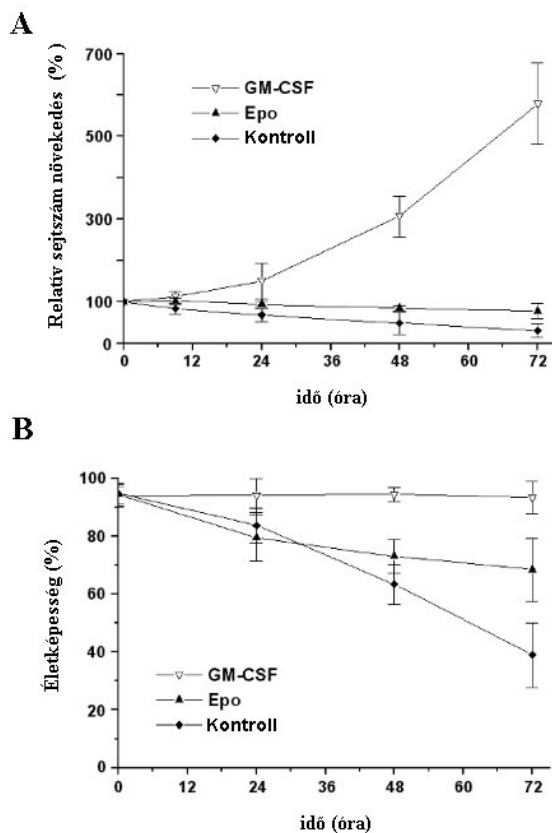 A
Relatív sejtszám növekedés (%)
700
500
300
100
0
GM-CSF
Epo
Kontroll
0 12 24 36 48 60 72
idő (óra)
B
Életképesség (%)
100
80
60
40
20
0
GM-CSF
Epo
Kontroll
0 24 36 48 60 72
idő (óra)